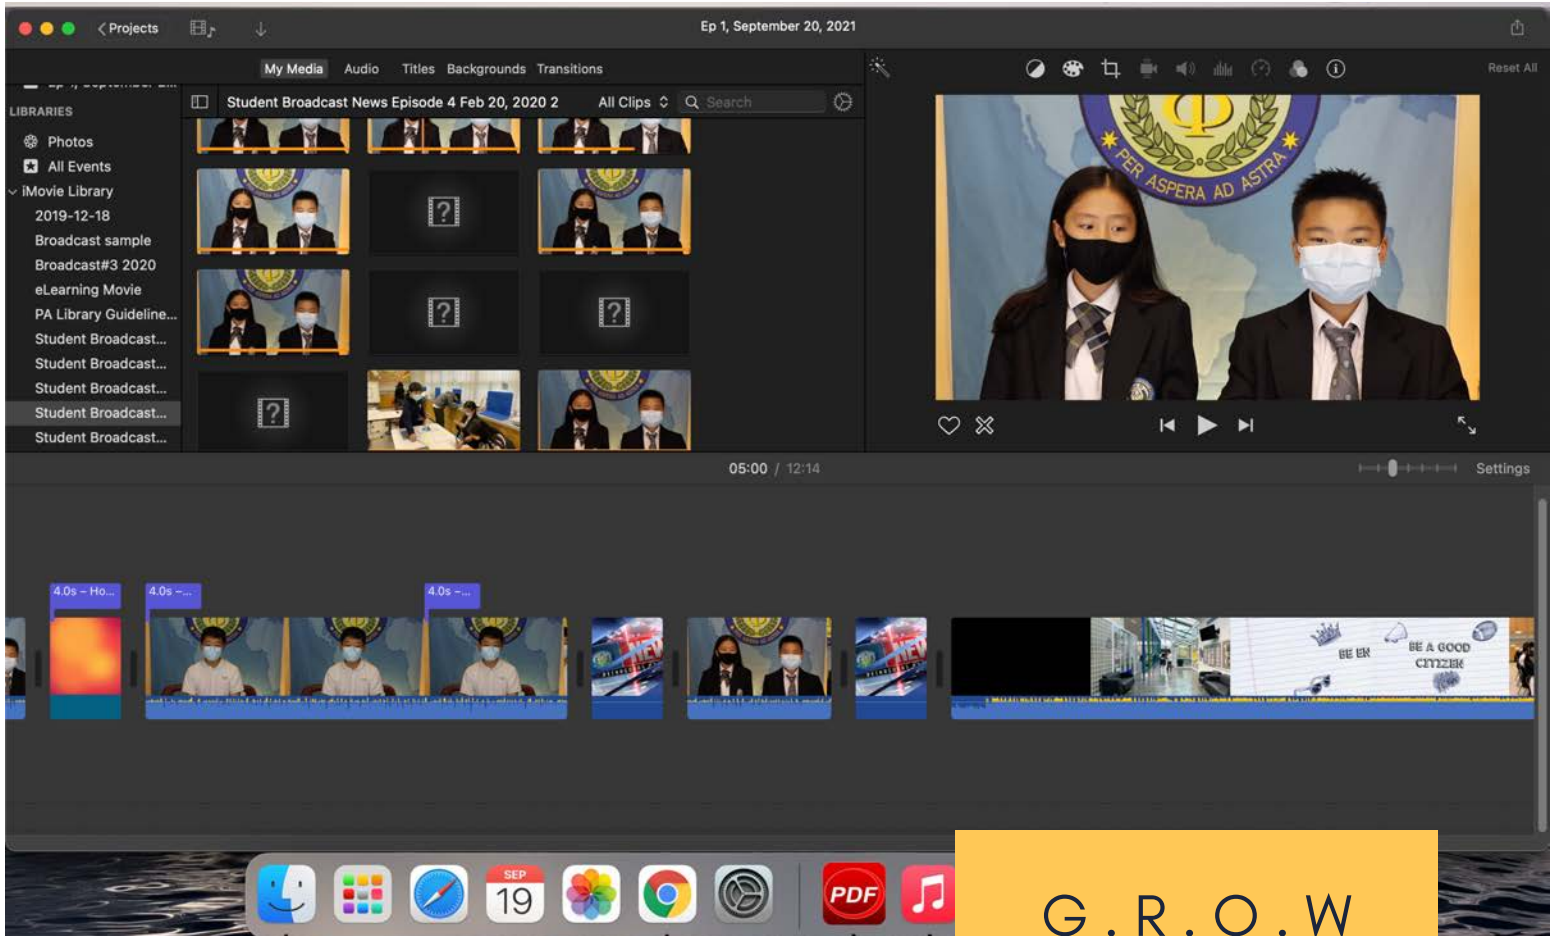 Projects
Ep 1, September 20, 2021
My Media Audio Titles Backgrounds Transitions
Reset All
LIBRARIES
Student Broadcast News Episode 4 Feb 20, 2020 2 All Clips Search
Photos
All Events
iMovie Library
2019-12-18
Broadcast sample
Broadcast#3 2020
eLearning Movie
PA Library Guideline...
Student Broadcast...
Student Broadcast...
Student Broadcast...
Student Broadcast...
Student Broadcast...
PER ASPERA AD ASTRA
05:00 / 12:14
Settings
4.0s – Ho...
4.0s –...
4.0s –...
BE EN
BE A GOOD
CITIZEN
SEP
19
PDF
G.R.O.W